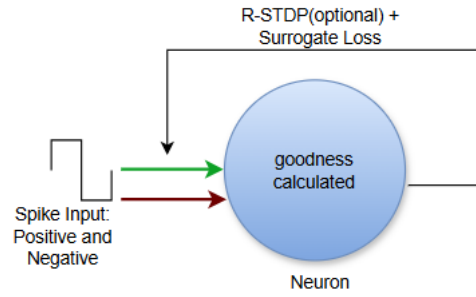 R-STDP(optional) +
Surrogate Loss
goodness
calculated
Spike Input:
Positive and
Negative
Neuron